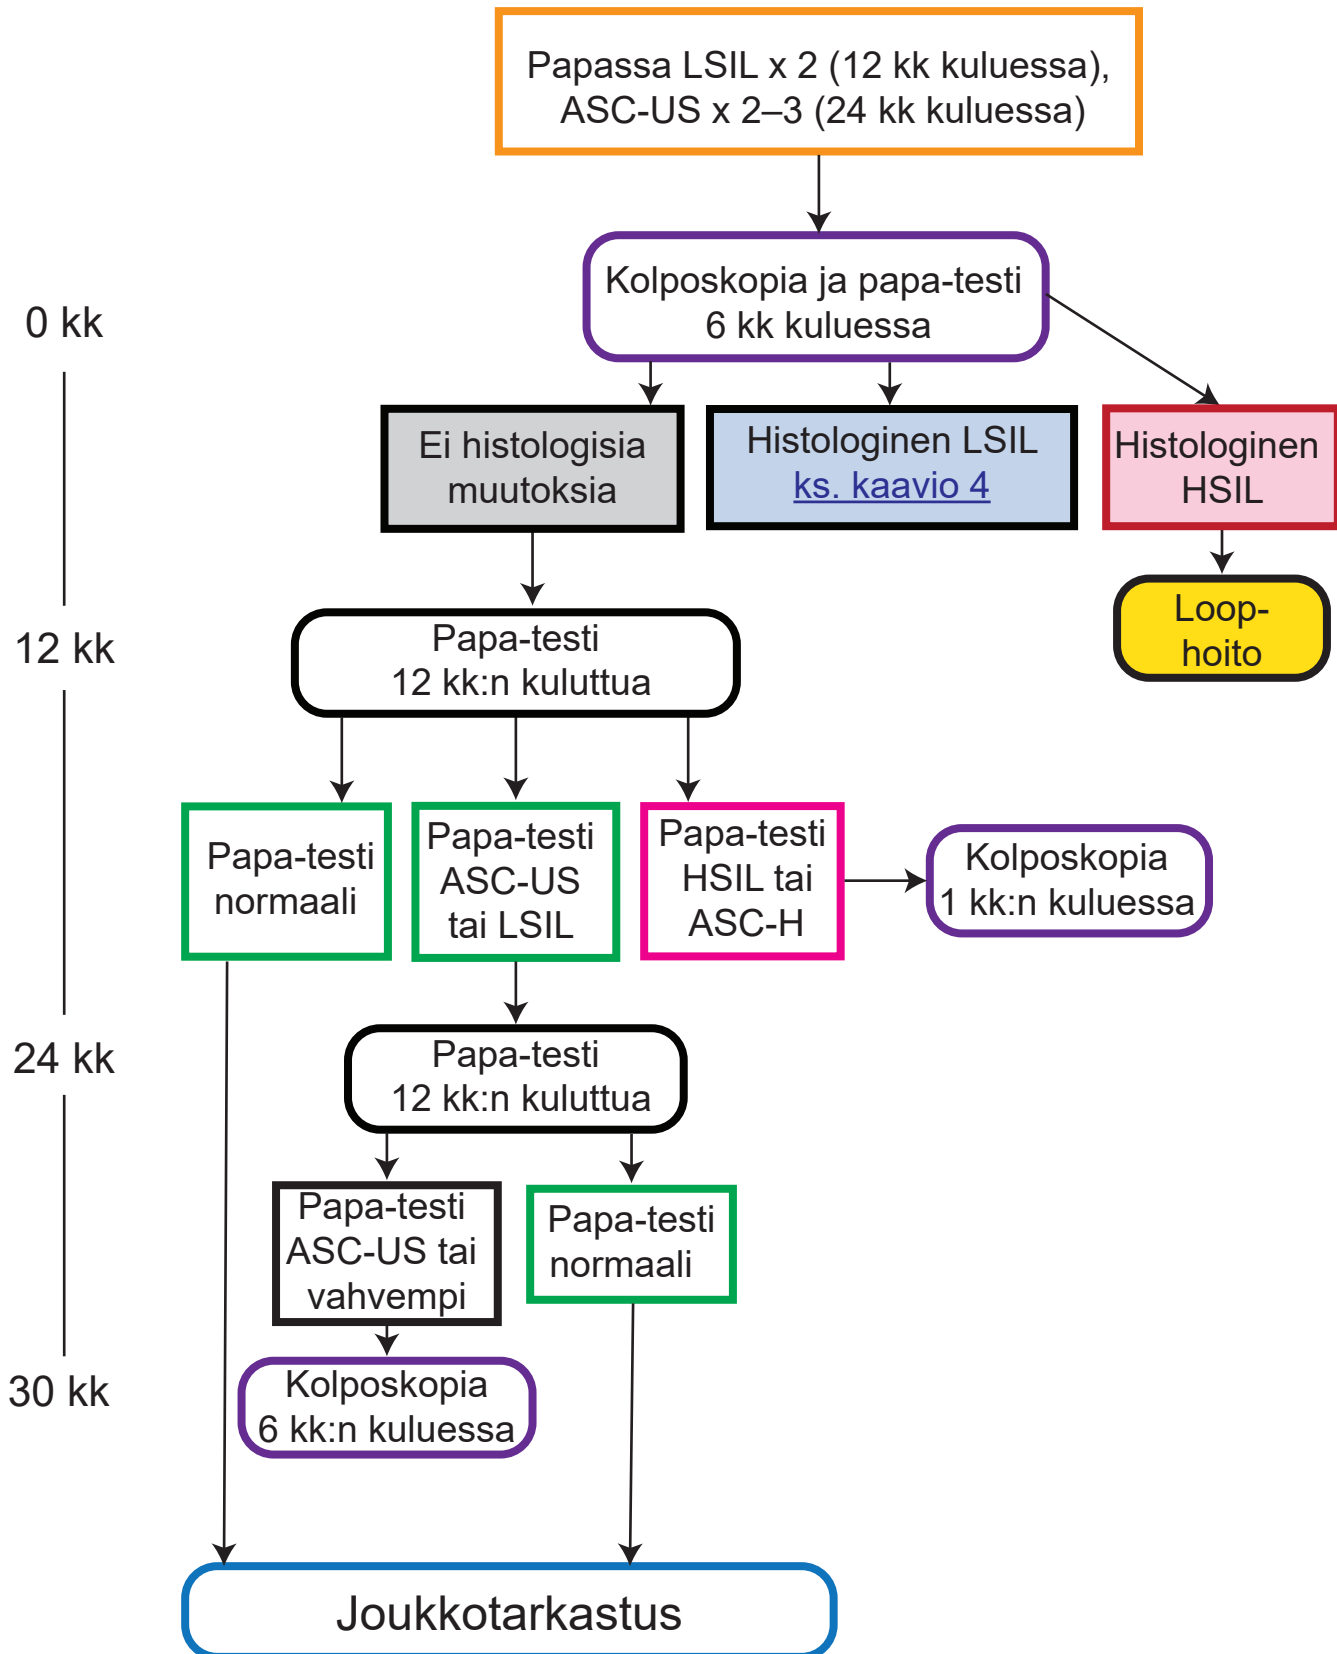 Papassa LSIL x 2 (12 kk kuluessa),
ASC-US x 2–3 (24 kk kuluessa)
Kolposkopia ja papa-testi
6 kk kuluessa
0 kk
Ei histologisia
muutoksia
Histologinen LSIL
ks. kaavio 4
Histologinen
HSIL
Loop-
hoito
12 kk
Papa-testi
12 kk:n kuluttua
Papa-testi
normaali
Papa-testi
ASC-US
tai LSIL
Papa-testi
HSIL tai
ASC-H
Kolposkopia
1 kk:n kuluessa
24 kk
Papa-testi
12 kk:n kuluttua
Papa-testi
ASC-US tai
vahvempi
Papa-testi
normaali
30 kk
Kolposkopia
6 kk:n kuluessa
Joukkotarkastus